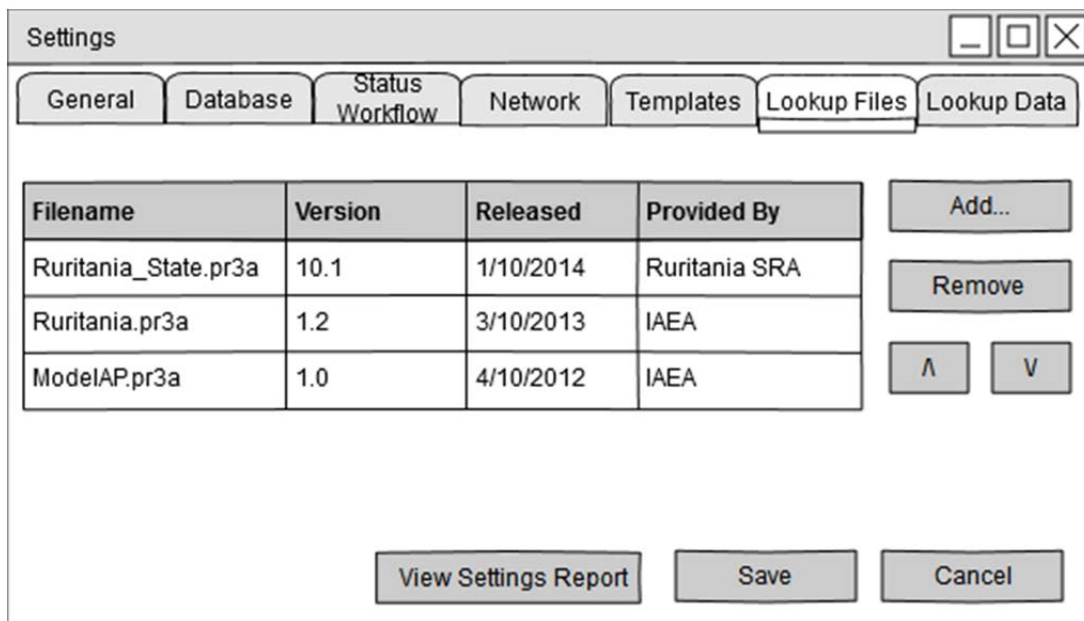 Settings
General Database Status Workflow Network Templates Lookup Files Lookup Data
Filename Version Released Provided By
Ruritania_State.pr3a 10.1 1/10/2014 Ruritania SRA
Ruritania.pr3a 1.2 3/10/2013 IAEA
ModelAP.pr3a 1.0 4/10/2012 IAEA
Add...
Remove
Λ V
View Settings Report Save Cancel